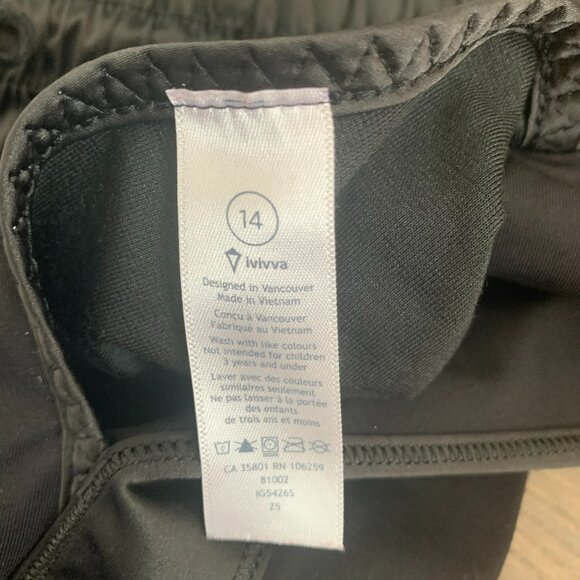 14
ivivva
Designed in Vancouver
Made in Vietnam
Conçu a Vancouver
Fabriqué au Vietnam
Wash with like colours
Not intended for children
3 years and under
Laver avec des couleurs
similaires seulement
Ne pas laisser à la portée
des enfants
de trois ans et moins
CA 35801 RN 106259
81002
IG5426S
25